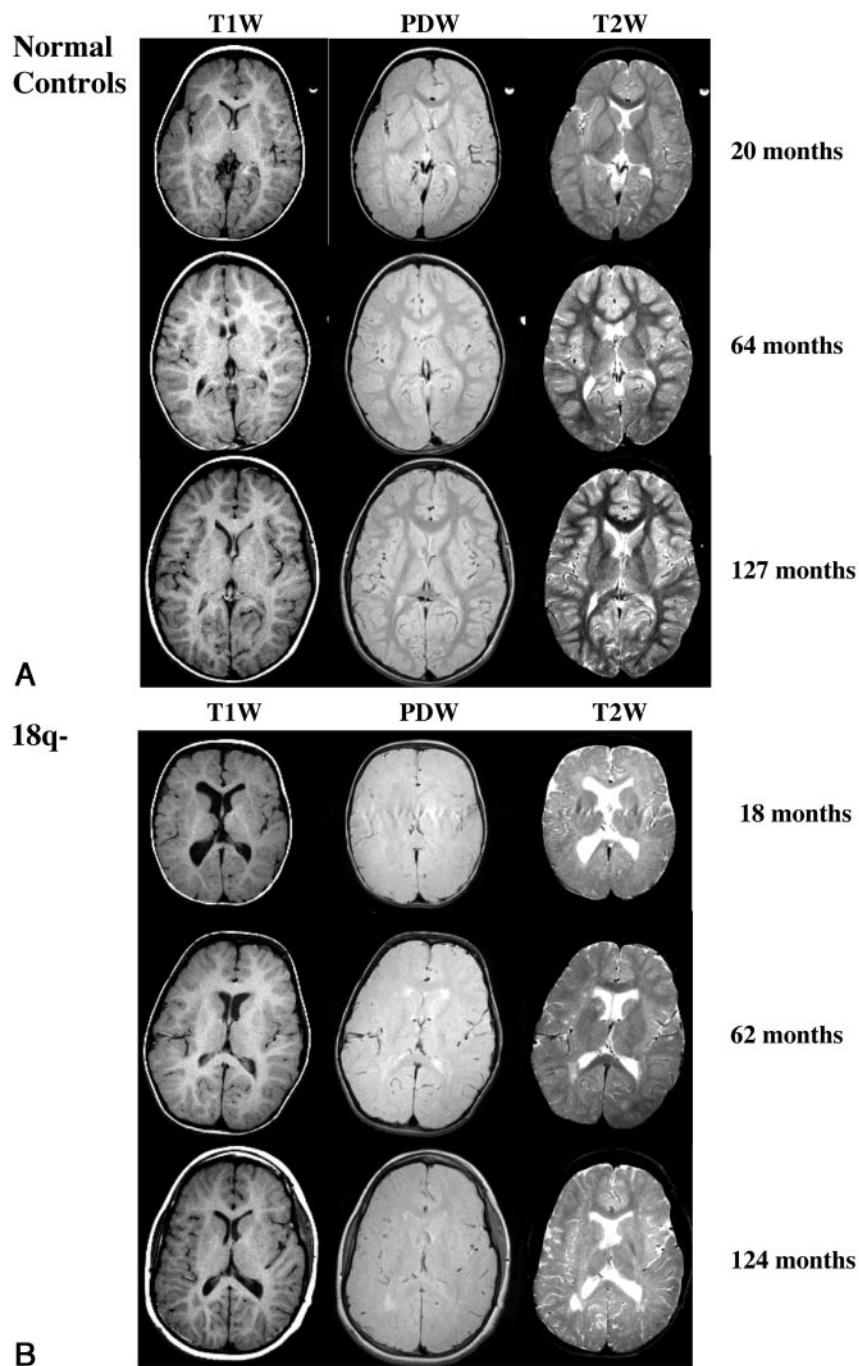 T1W PDW T2W
Normal
Controls
20 months
64 months
127 months
A
T1W PDW T2W
18q-
18 months
62 months
124 months
B